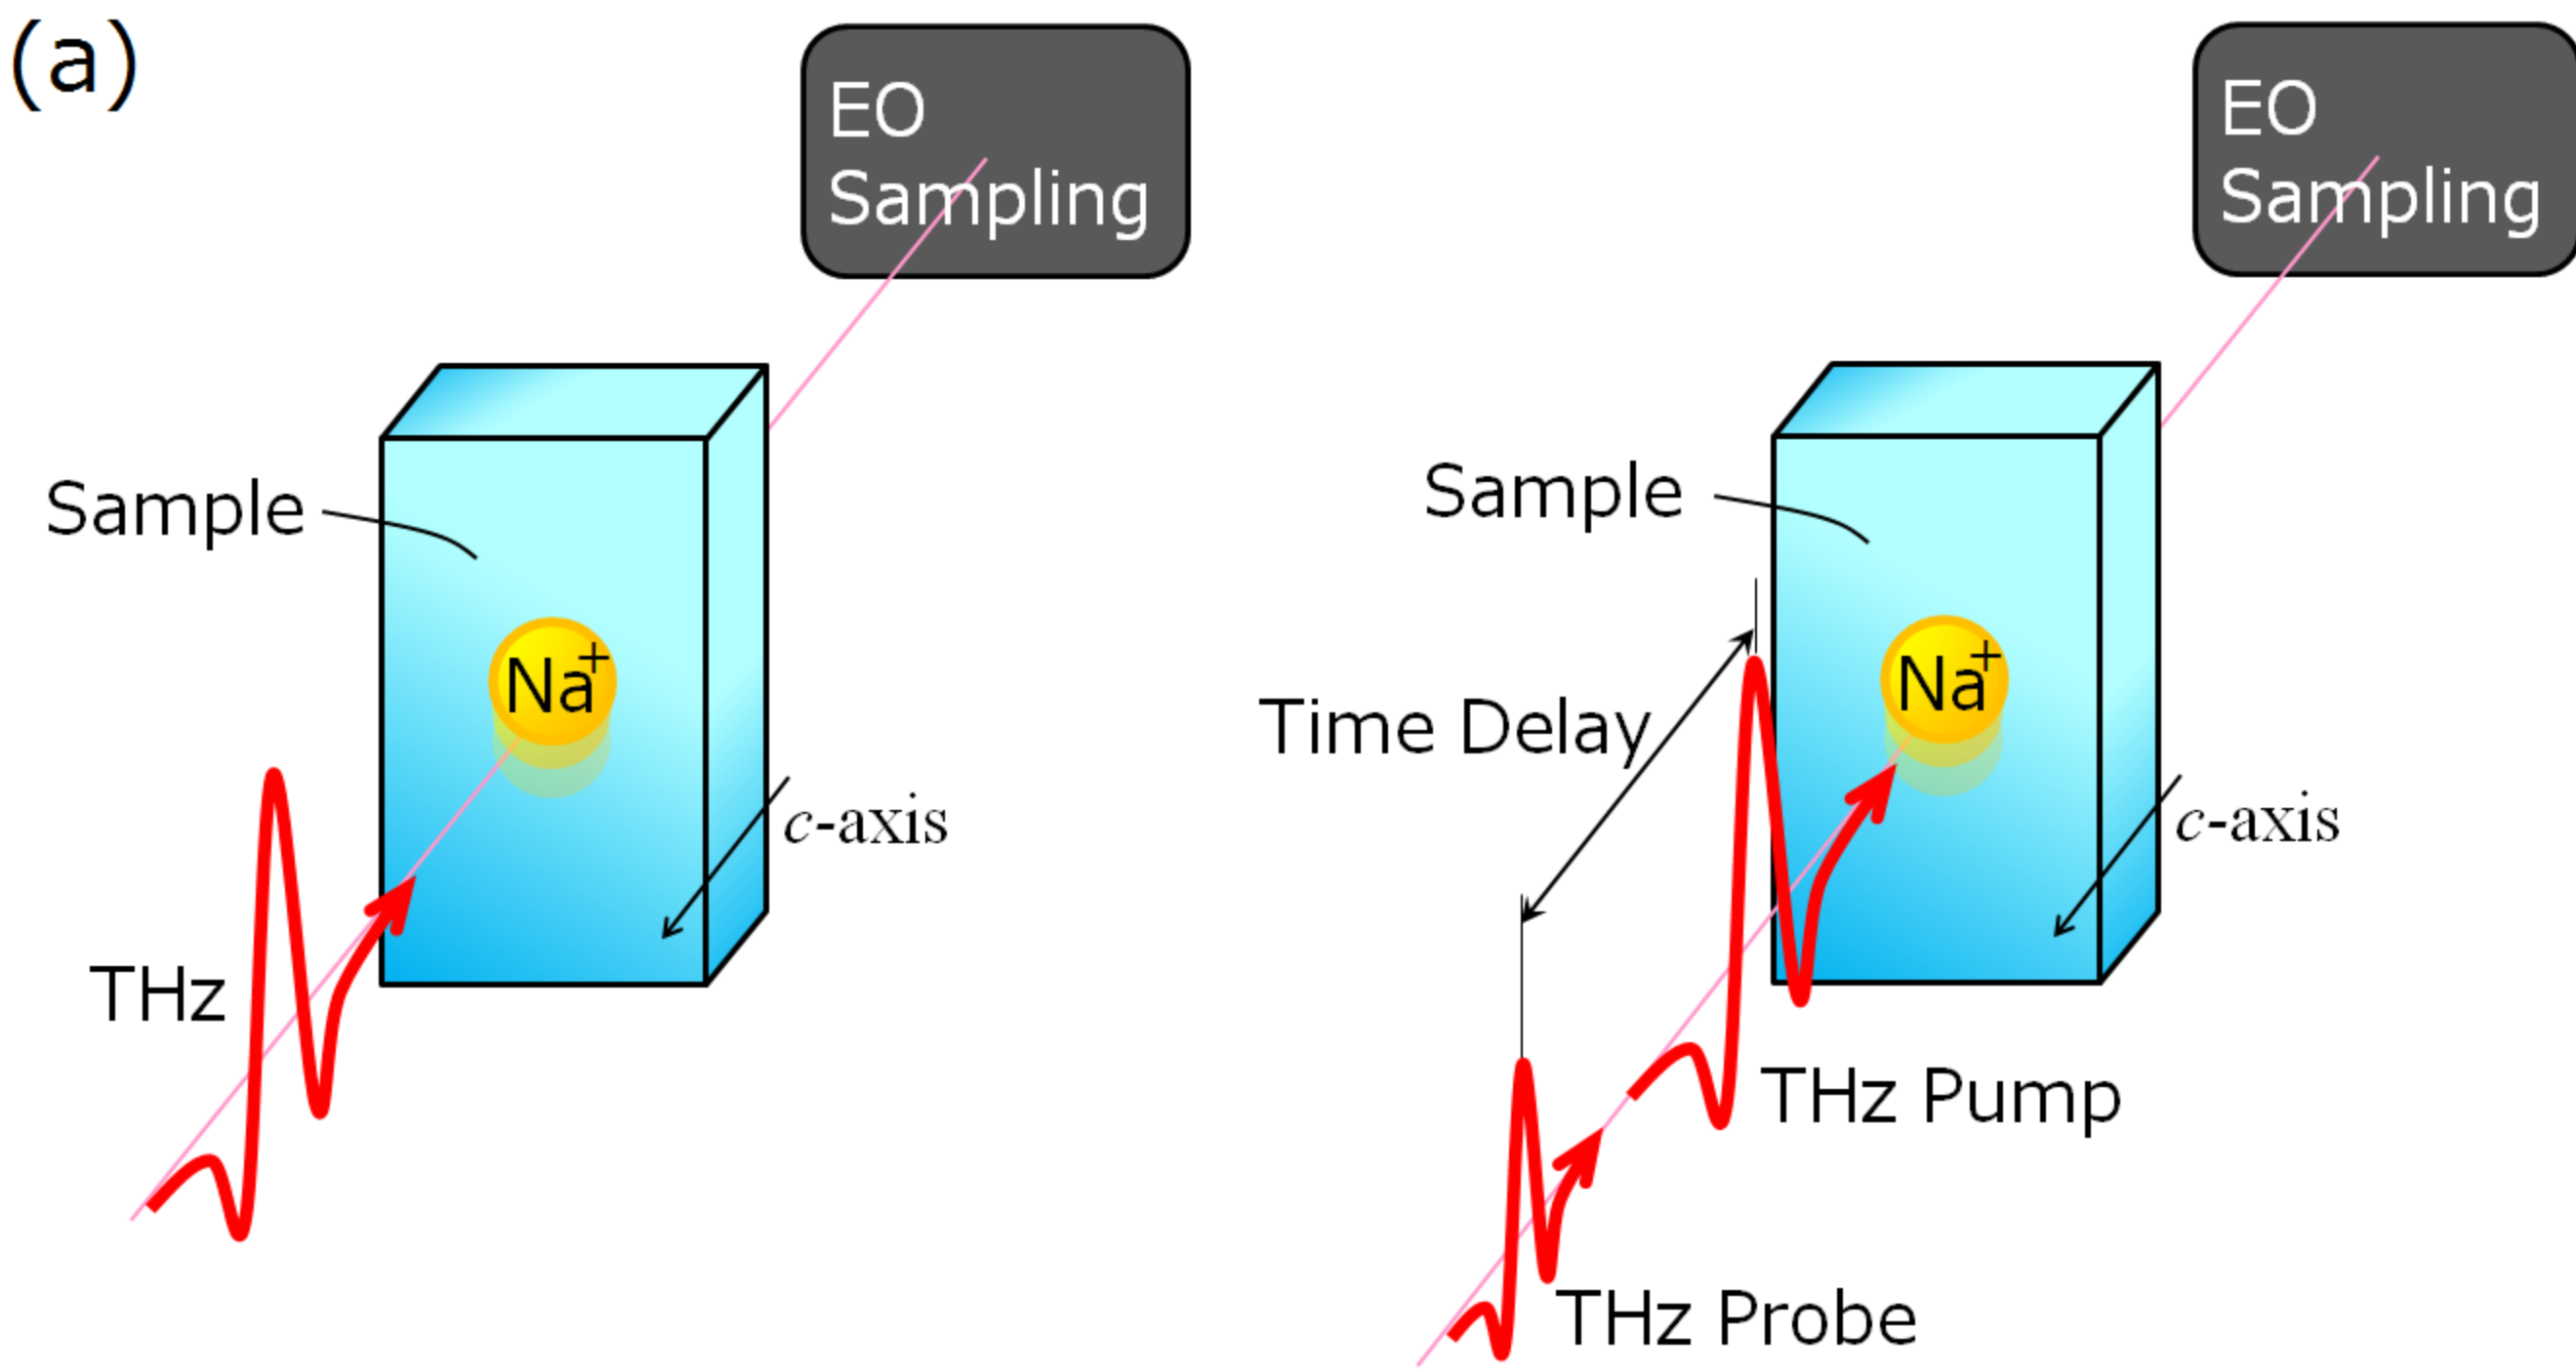 (a)
EO
Sampling
Sample
Na+
c-axis
THz
EO
Sampling
Sample
Time Delay
Na+
c-axis
THz Pump
THz Probe